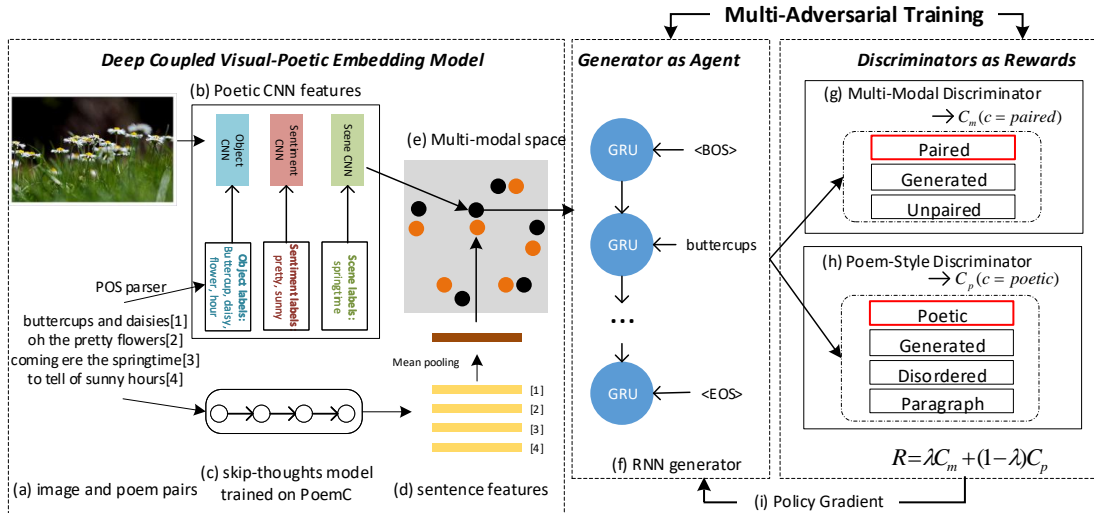 Multi-Adversarial Training
Deep Coupled Visual-Poetic Embedding Model
(b) Poetic CNN features
Object
CNN
Sentiment
CNN
Scene CNN
Object labels:
Buttercup, daisy,
flower, hour
Sentiment labels:
pretty, sunny
Scene labels:
springtime
POS parser
buttercups and daisies[1]
oh the pretty flowers[2]
coming ere the springtime[3]
to tell of sunny hours[4]
(a) image and poem pairs
(c) skip-thoughts model
trained on PoemC
(e) Multi-modal space
Mean pooling
[1]
[2]
[3]
[4]
(d) sentence features
Generator as Agent
GRU
<BOS>
GRU
buttercups
...
GRU
<EOS>
(f) RNN generator
Discriminators as Rewards
(g) Multi-Modal Discriminator
→ Cₘ(c = paired)
Paired
Generated
Unpaired
(h) Poem-Style Discriminator
→ Cₚ(c = poetic)
Poetic
Generated
Disordered
Paragraph
R = λCₘ + (1−λ)Cₚ
(i) Policy Gradient